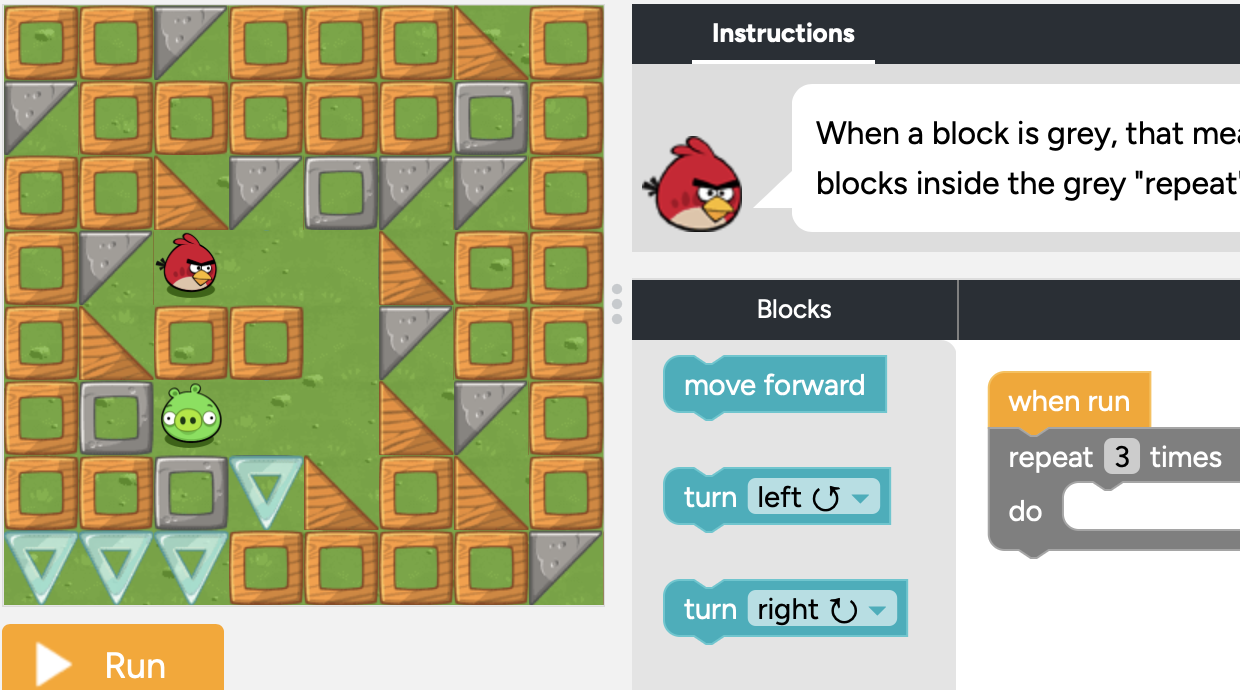 Instructions
When a block is grey, that
blocks inside the grey "repeat"
Blocks
move forward
turn left
turn right
when run
repeat 3 times
do
Run